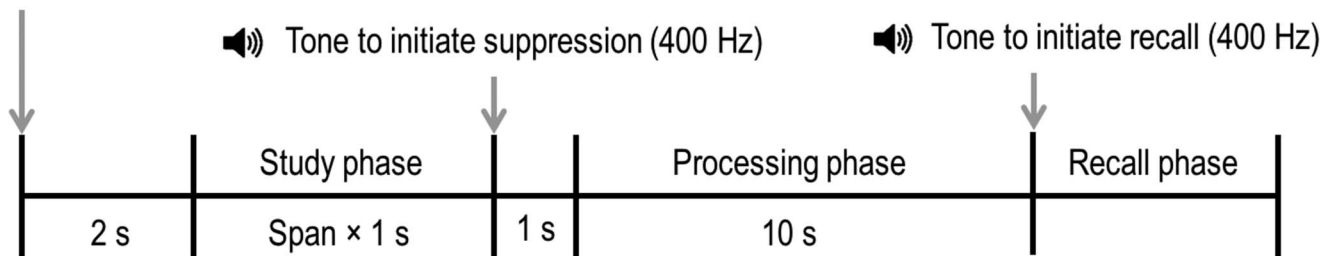 Tone to initiate suppression (400 Hz)
Tone to initiate recall (400 Hz)
Study phase
Processing phase
Recall phase
2 s
Span × 1 s
1 s
10 s